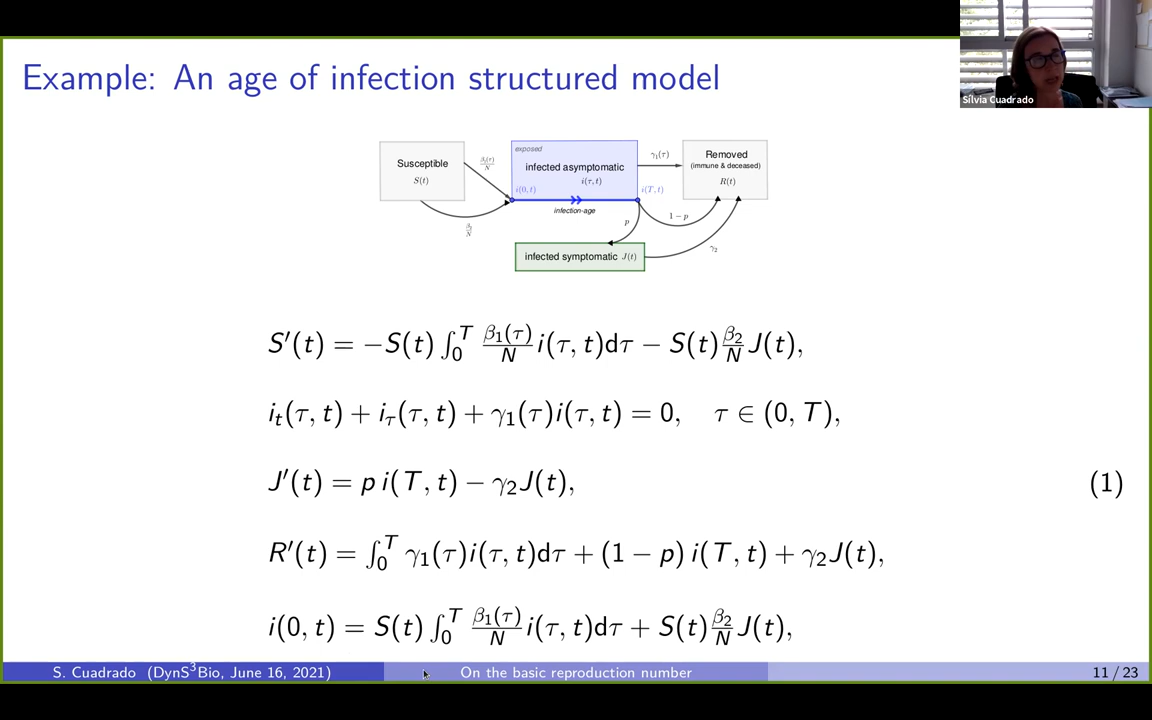 Example: An age of infection structured model
Sílvia Cuadrado
Susceptible
S(t)
β₁(τ)/N
β₂/N
exposed
infected asymptomatic
i(τ, t)
i(0, t)
i(T, t)
infection-age
γ₁(τ)
Removed
(immune & deceased)
R(t)
p
1 − p
γ₂
infected symptomatic J(t)
S′(t) = −S(t) ∫₀ᵀ β₁(τ)/N i(τ, t)dτ − S(t) β₂/N J(t),
iₜ(τ, t) + i_τ(τ, t) + γ₁(τ)i(τ, t) = 0, τ ∈ (0, T),
J′(t) = p i(T, t) − γ₂J(t), (1)
R′(t) = ∫₀ᵀ γ₁(τ)i(τ, t)dτ + (1 − p) i(T, t) + γ₂J(t),
i(0, t) = S(t) ∫₀ᵀ β₁(τ)/N i(τ, t)dτ + S(t) β₂/N J(t),
S. Cuadrado (DynS³Bio, June 16, 2021) On the basic reproduction number 11 / 23